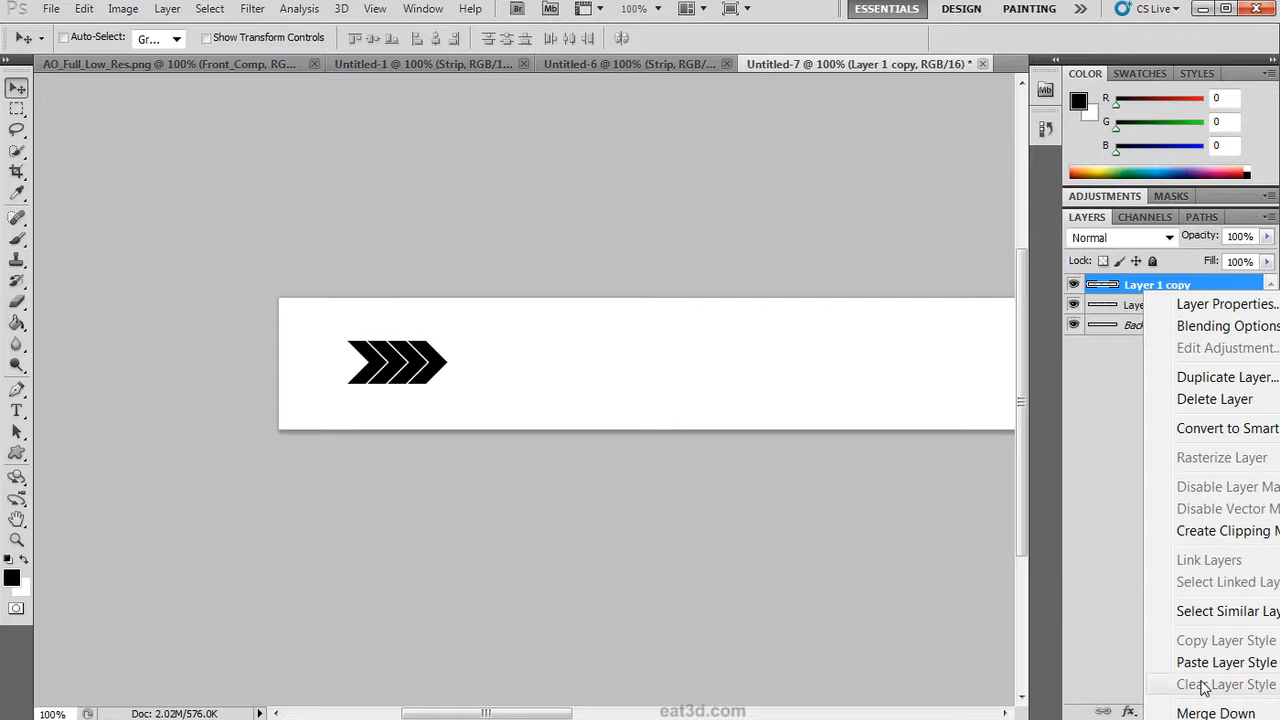 Ps File Edit Image Layer Select Filter Analysis 3D View Window Help Br Mb 100% ESSENTIALS DESIGN PAINTING CS Live
Auto-Select: Gr... Show Transform Controls
AO_Full_Low_Res.png @ 100% (Front_Comp, RG... Untitled-1 @ 100% (Strip, RGB/1... Untitled-6 @ 100% (Strip, RGB/... Untitled-7 @ 100% (Layer 1 copy, RGB/16) *
COLOR SWATCHES STYLES
Mb
R 0
G 0
B 0
ADJUSTMENTS MASKS
LAYERS CHANNELS PATHS
Normal Opacity: 100%
Lock: Fill: 100%
Layer 1 copy
Laye
Back
Layer Properties...
Blending Options
Edit Adjustment...
Duplicate Layer...
Delete Layer
Convert to Smart
Rasterize Layer
Disable Layer Ma
Disable Vector M
Create Clipping M
Link Layers
Select Linked Lay
Select Similar Lay
Copy Layer Style
Paste Layer Style
Clear Layer Style
Merge Down
T
100% Doc: 2.02M/576.0K
eat3d.com
fx